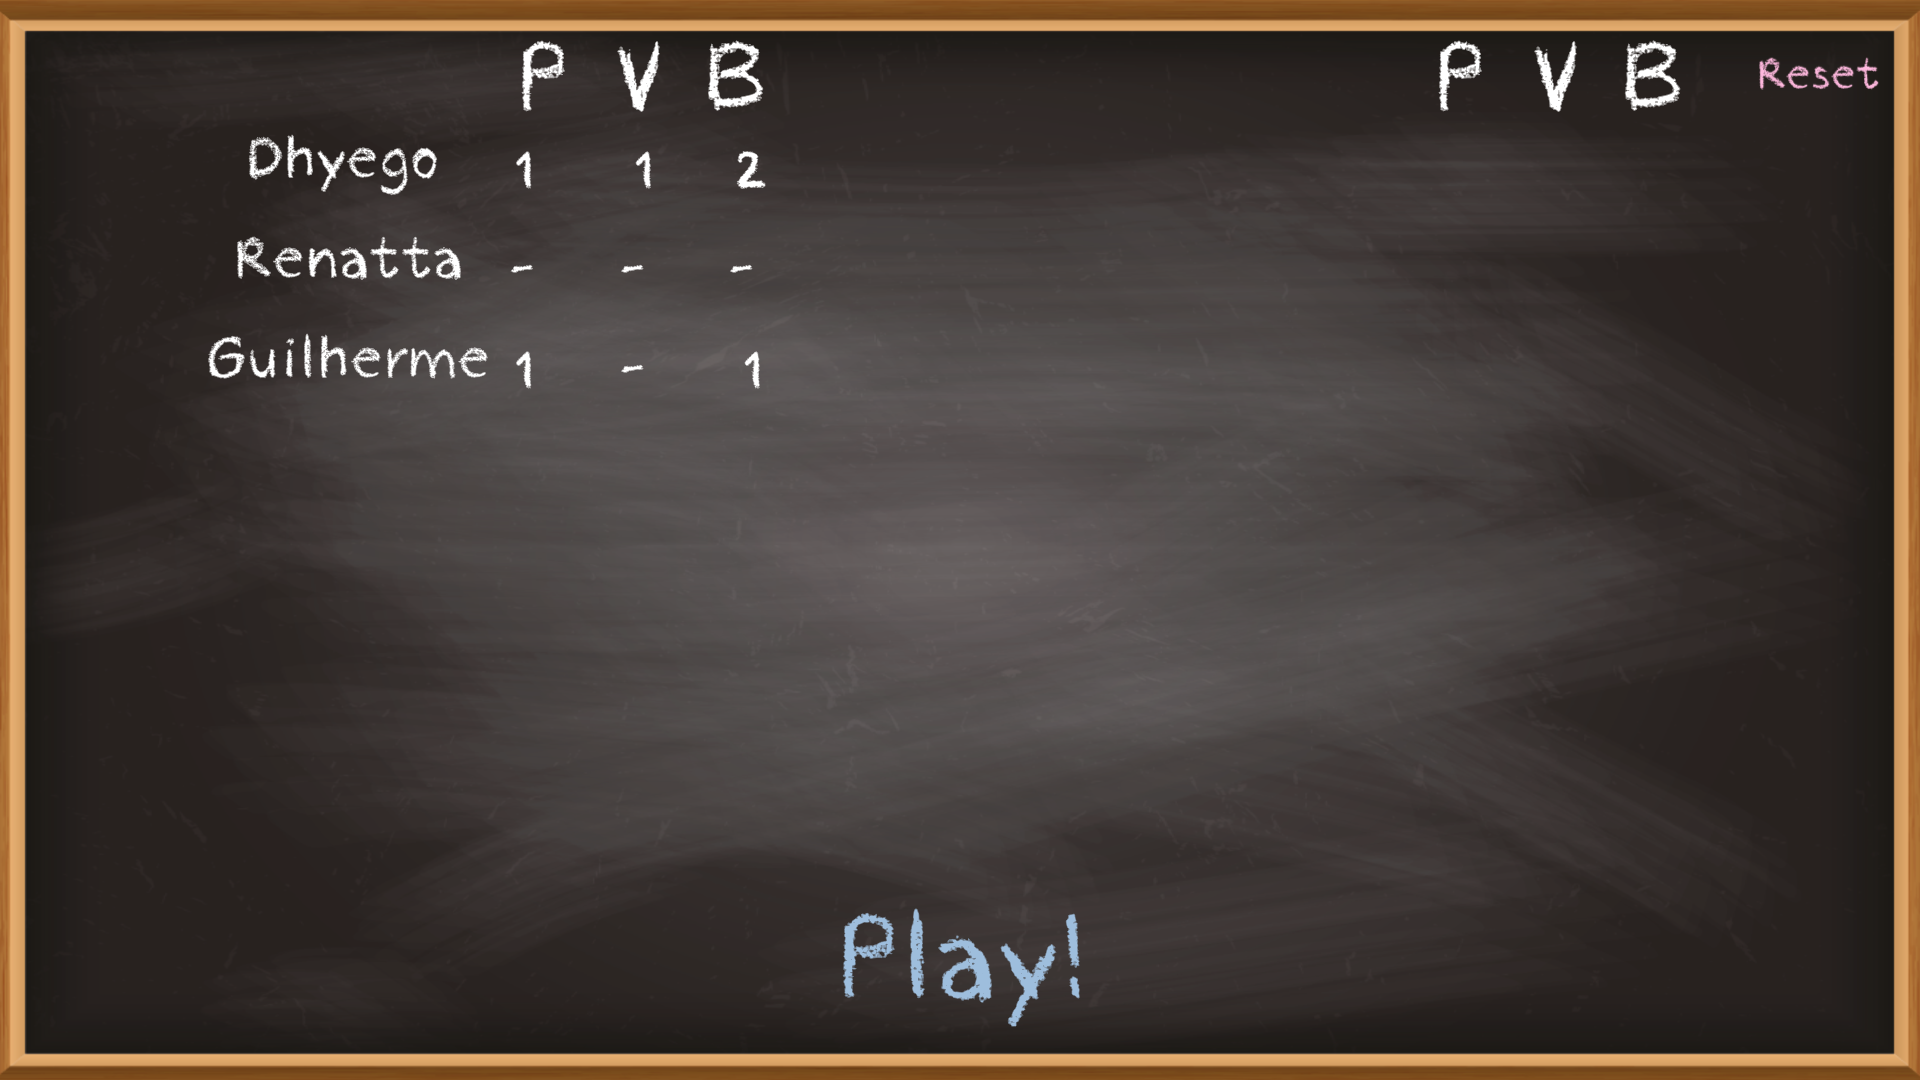 P V B P V B Reset
Dhyego 1 1 2
Renatta - - -
Guilherme 1 - 1
Play!